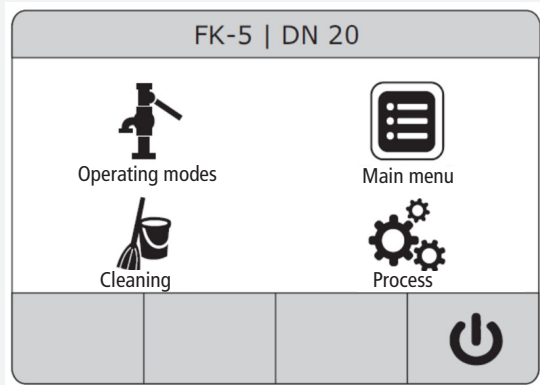 FK-5 | DN 20
Operating modes
Main menu
Cleaning
Process